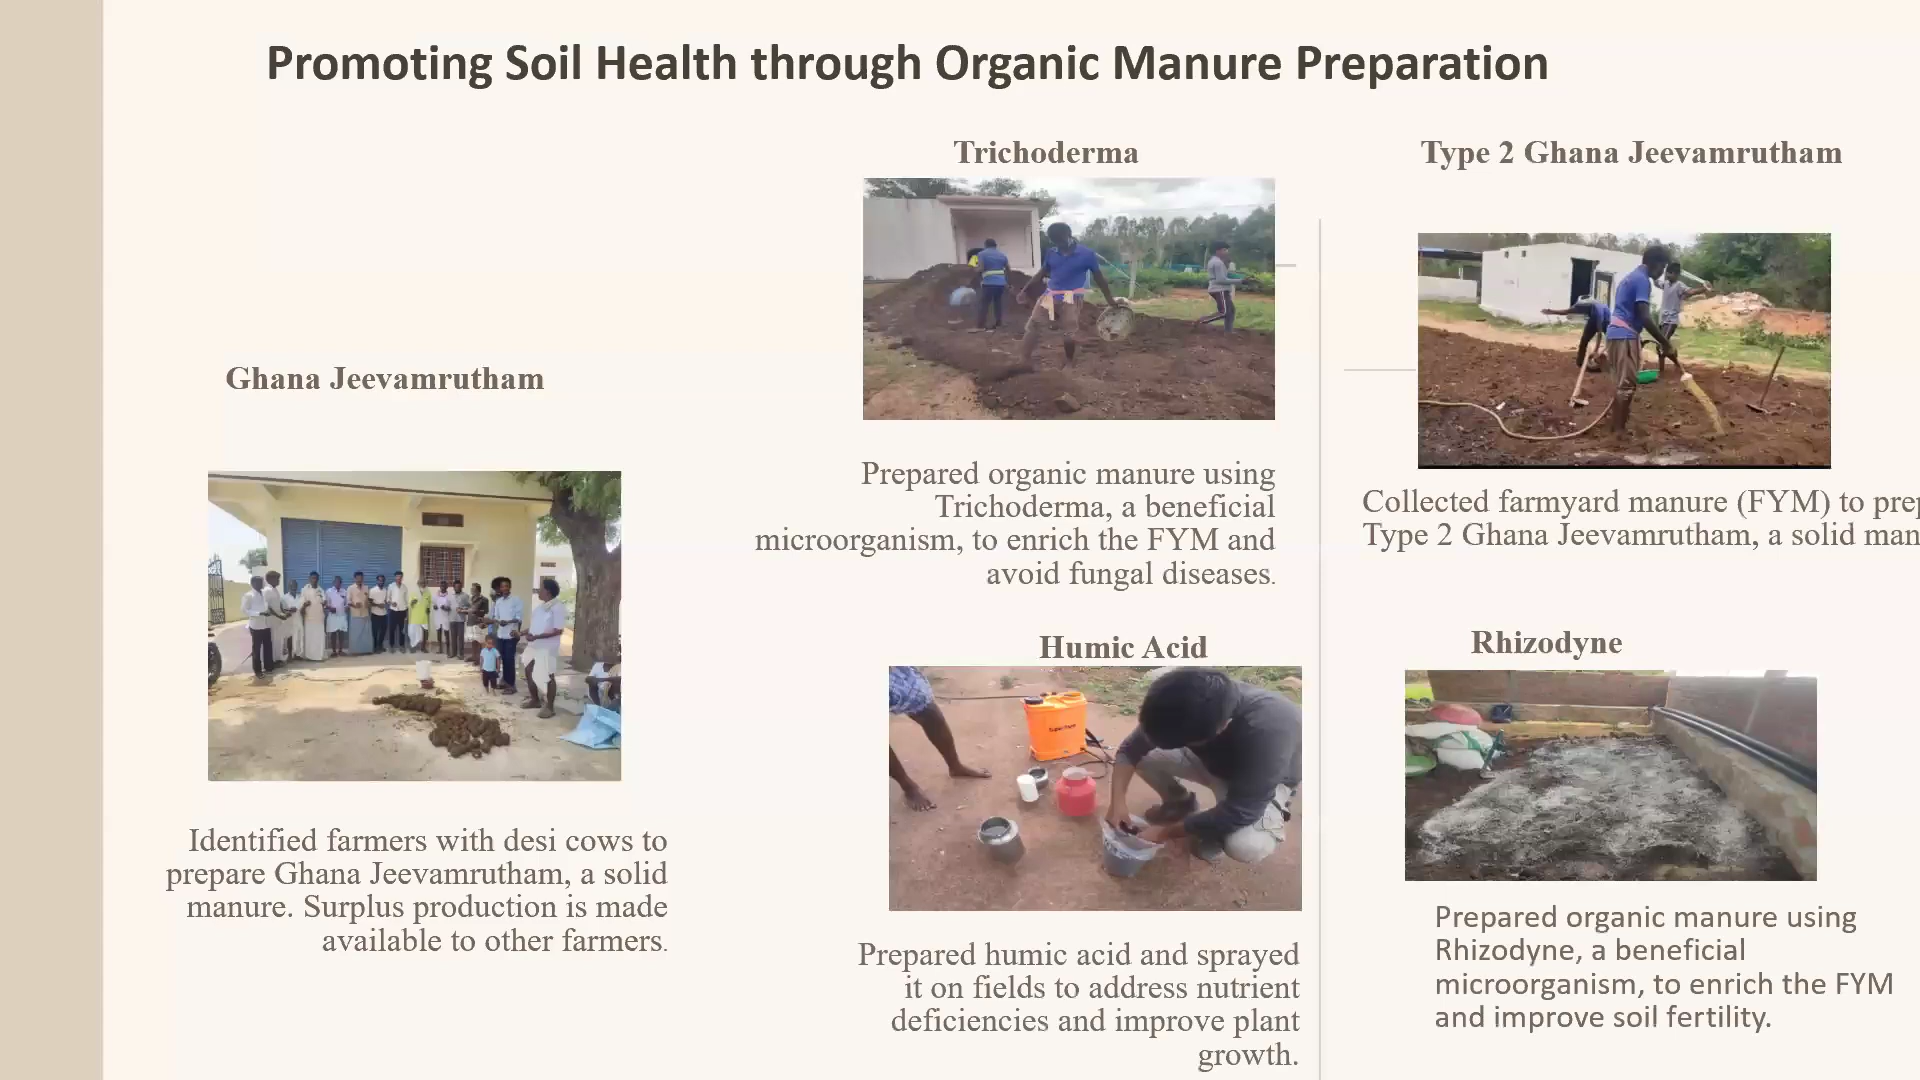 Promoting Soil Health through Organic Manure Preparation
Ghana Jeevamrutham
Identified farmers with desi cows to
prepare Ghana Jeevamrutham, a solid
manure. Surplus production is made
available to other farmers.
Trichoderma
Prepared organic manure using
Trichoderma, a beneficial
microorganism, to enrich the FYM and
avoid fungal diseases.
Humic Acid
Prepared humic acid and sprayed
it on fields to address nutrient
deficiencies and improve plant
growth.
Type 2 Ghana Jeevamrutham
Collected farmyard manure (FYM) to
Type 2 Ghana Jeevamrutham, a solid
Rhizodyne
Prepared organic manure using
Rhizodyne, a beneficial
microorganism, to enrich the FYM
and improve soil fertility.